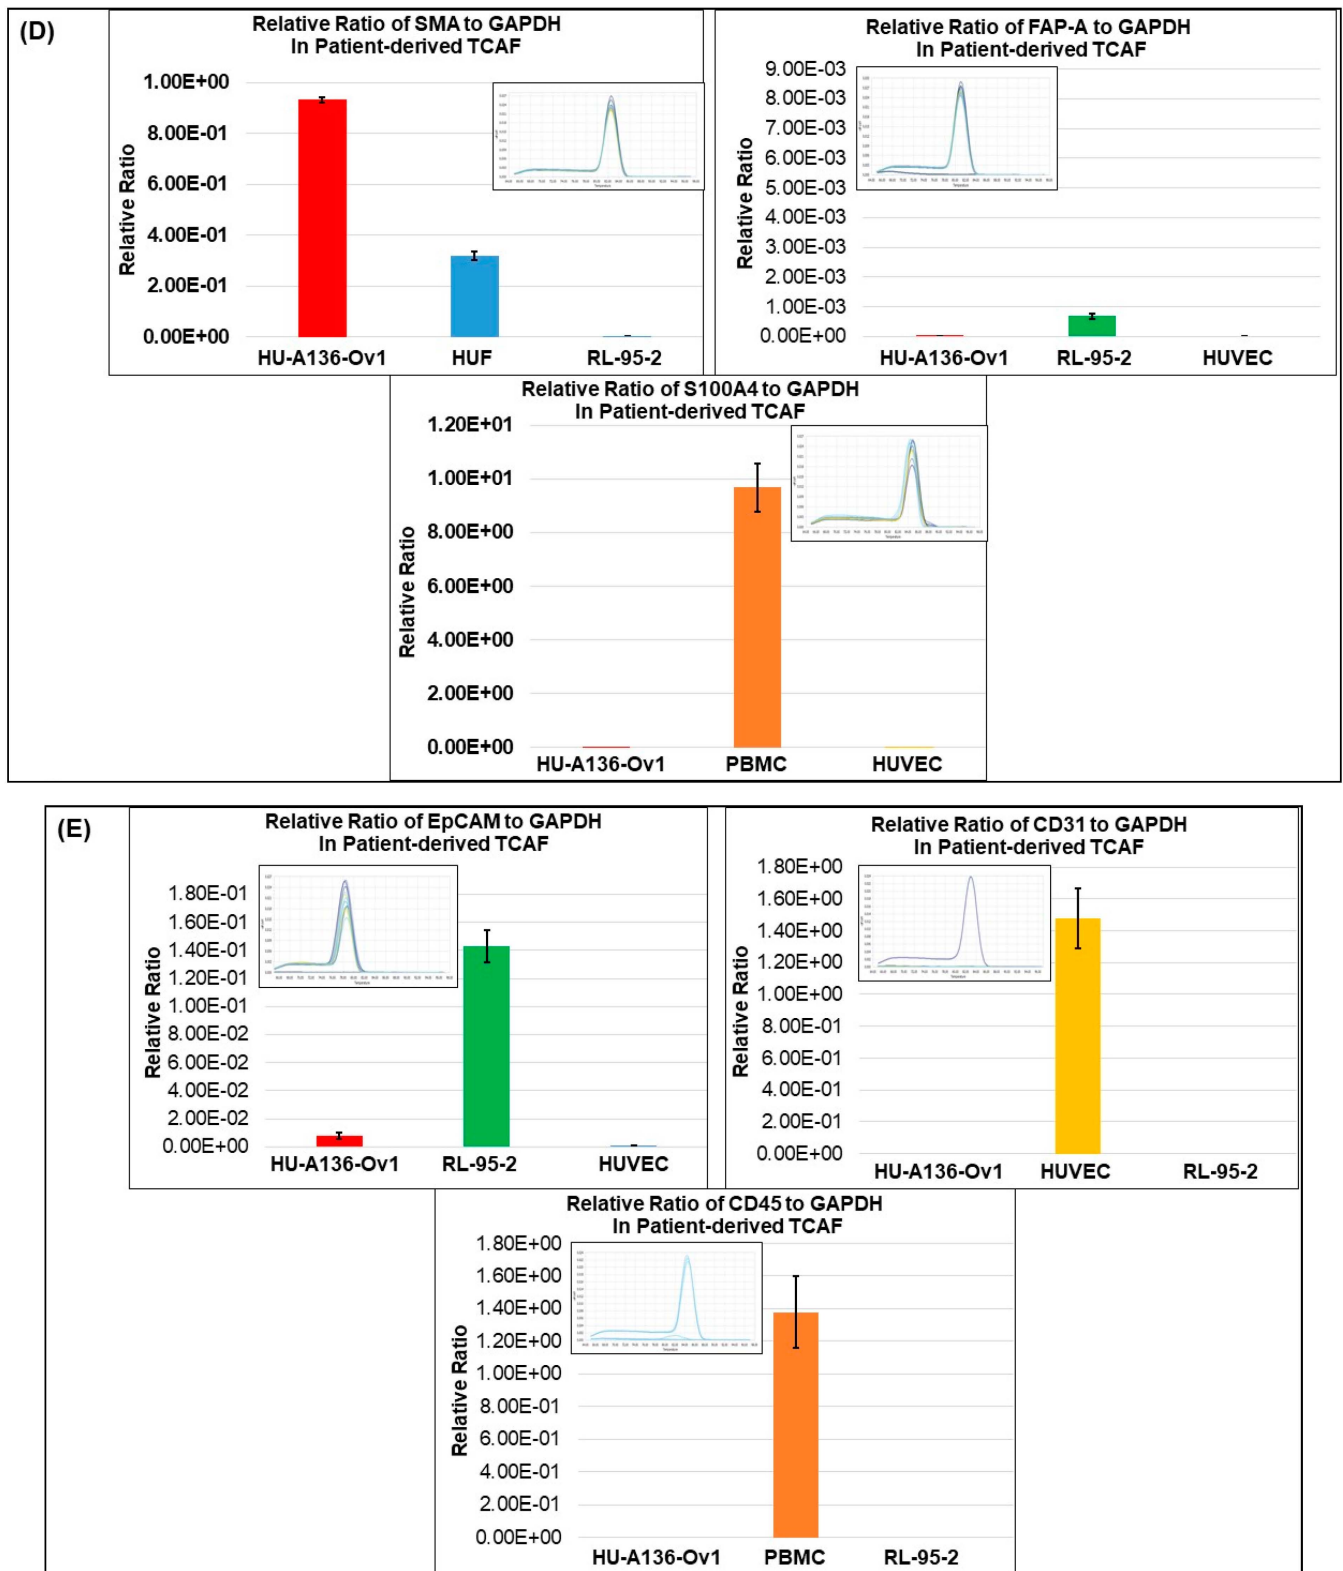 (D)
Relative Ratio of SMA to GAPDH
In Patient-derived TCAF
Relative Ratio
1.00E+00
8.00E-01
6.00E-01
4.00E-01
2.00E-01
0.00E+00
HU-A136-Ov1 HUF RL-95-2
Temperature
Relative Ratio of FAP-A to GAPDH
In Patient-derived TCAF
Relative Ratio
9.00E-03
8.00E-03
7.00E-03
6.00E-03
5.00E-03
4.00E-03
3.00E-03
2.00E-03
1.00E-03
0.00E+00
HU-A136-Ov1 RL-95-2 HUVEC
Temperature
Relative Ratio of S100A4 to GAPDH
In Patient-derived TCAF
Relative Ratio
1.20E+01
1.00E+01
8.00E+00
6.00E+00
4.00E+00
2.00E+00
0.00E+00
HU-A136-Ov1 PBMC HUVEC
Temperature
(E)
Relative Ratio of EpCAM to GAPDH
In Patient-derived TCAF
Relative Ratio
1.80E-01
1.60E-01
1.40E-01
1.20E-01
1.00E-01
8.00E-02
6.00E-02
4.00E-02
2.00E-02
0.00E+00
HU-A136-Ov1 RL-95-2 HUVEC
Temperature
Relative Ratio of CD31 to GAPDH
In Patient-derived TCAF
Relative Ratio
1.80E+00
1.60E+00
1.40E+00
1.20E+00
1.00E+00
8.00E-01
6.00E-01
4.00E-01
2.00E-01
0.00E+00
HU-A136-Ov1 HUVEC RL-95-2
Temperature
Relative Ratio of CD45 to GAPDH
In Patient-derived TCAF
Relative Ratio
1.80E+00
1.60E+00
1.40E+00
1.20E+00
1.00E+00
8.00E-01
6.00E-01
4.00E-01
2.00E-01
0.00E+00
HU-A136-Ov1 PBMC RL-95-2
Temperature